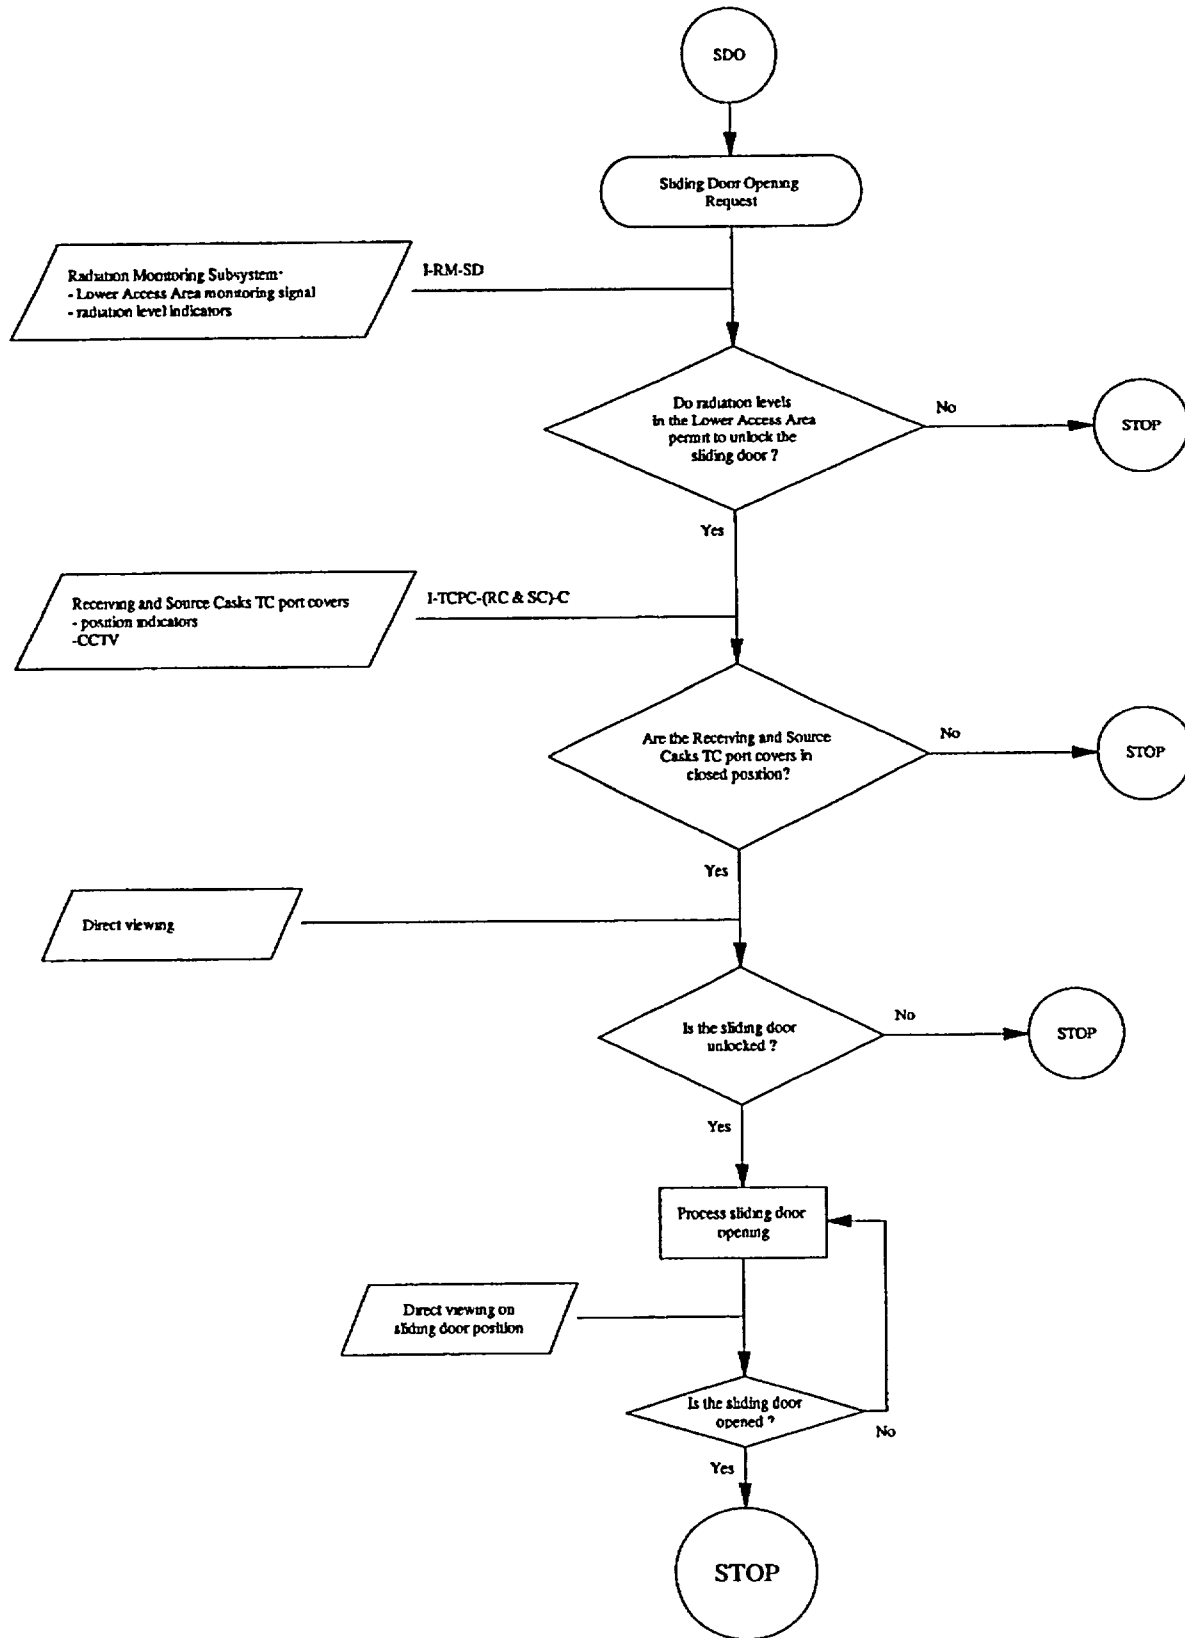 SDO
Sliding Door Opening
Request
Radiation Monitoring Subsystem:
- Lower Access Area monitoring signal
- radiation level indicators
I-RM-SD
Do radiation levels
in the Lower Access Area
permit to unlock the
sliding door ?
No
STOP
Yes
Receiving and Source Casks TC port covers
- position indicators
-CCTV
I-TCPC-(RC & SC)-C
Are the Receiving and Source
Casks TC port covers in
closed position?
No
STOP
Yes
Direct viewing
Is the sliding door
unlocked ?
No
STOP
Yes
Process sliding door
opening
Direct viewing on
sliding door position
Is the sliding door
opened ?
No
Yes
STOP